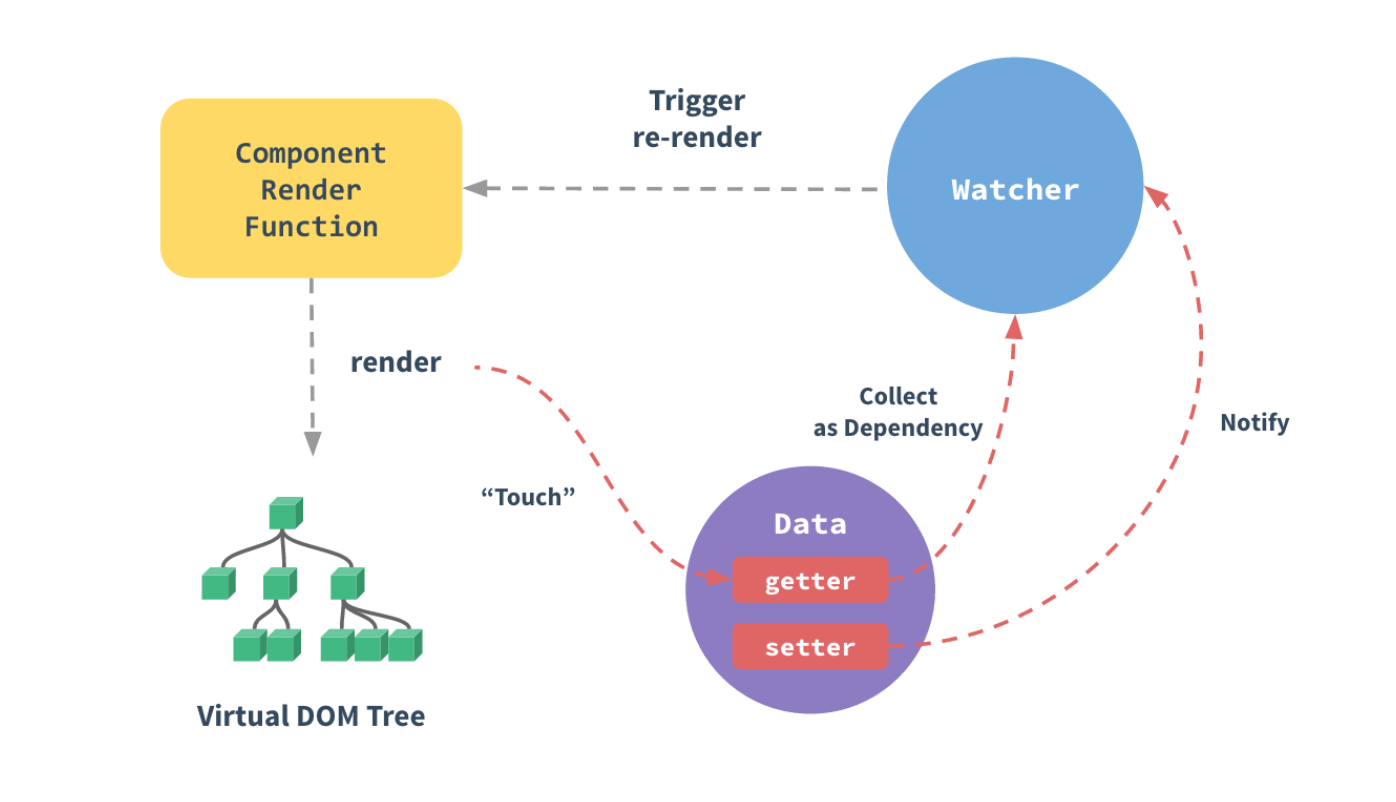 Trigger
re-render
Component
Render
Function
Watcher
render
Collect
as Dependency
Notify
“Touch”
Data
getter
setter
Virtual DOM Tree